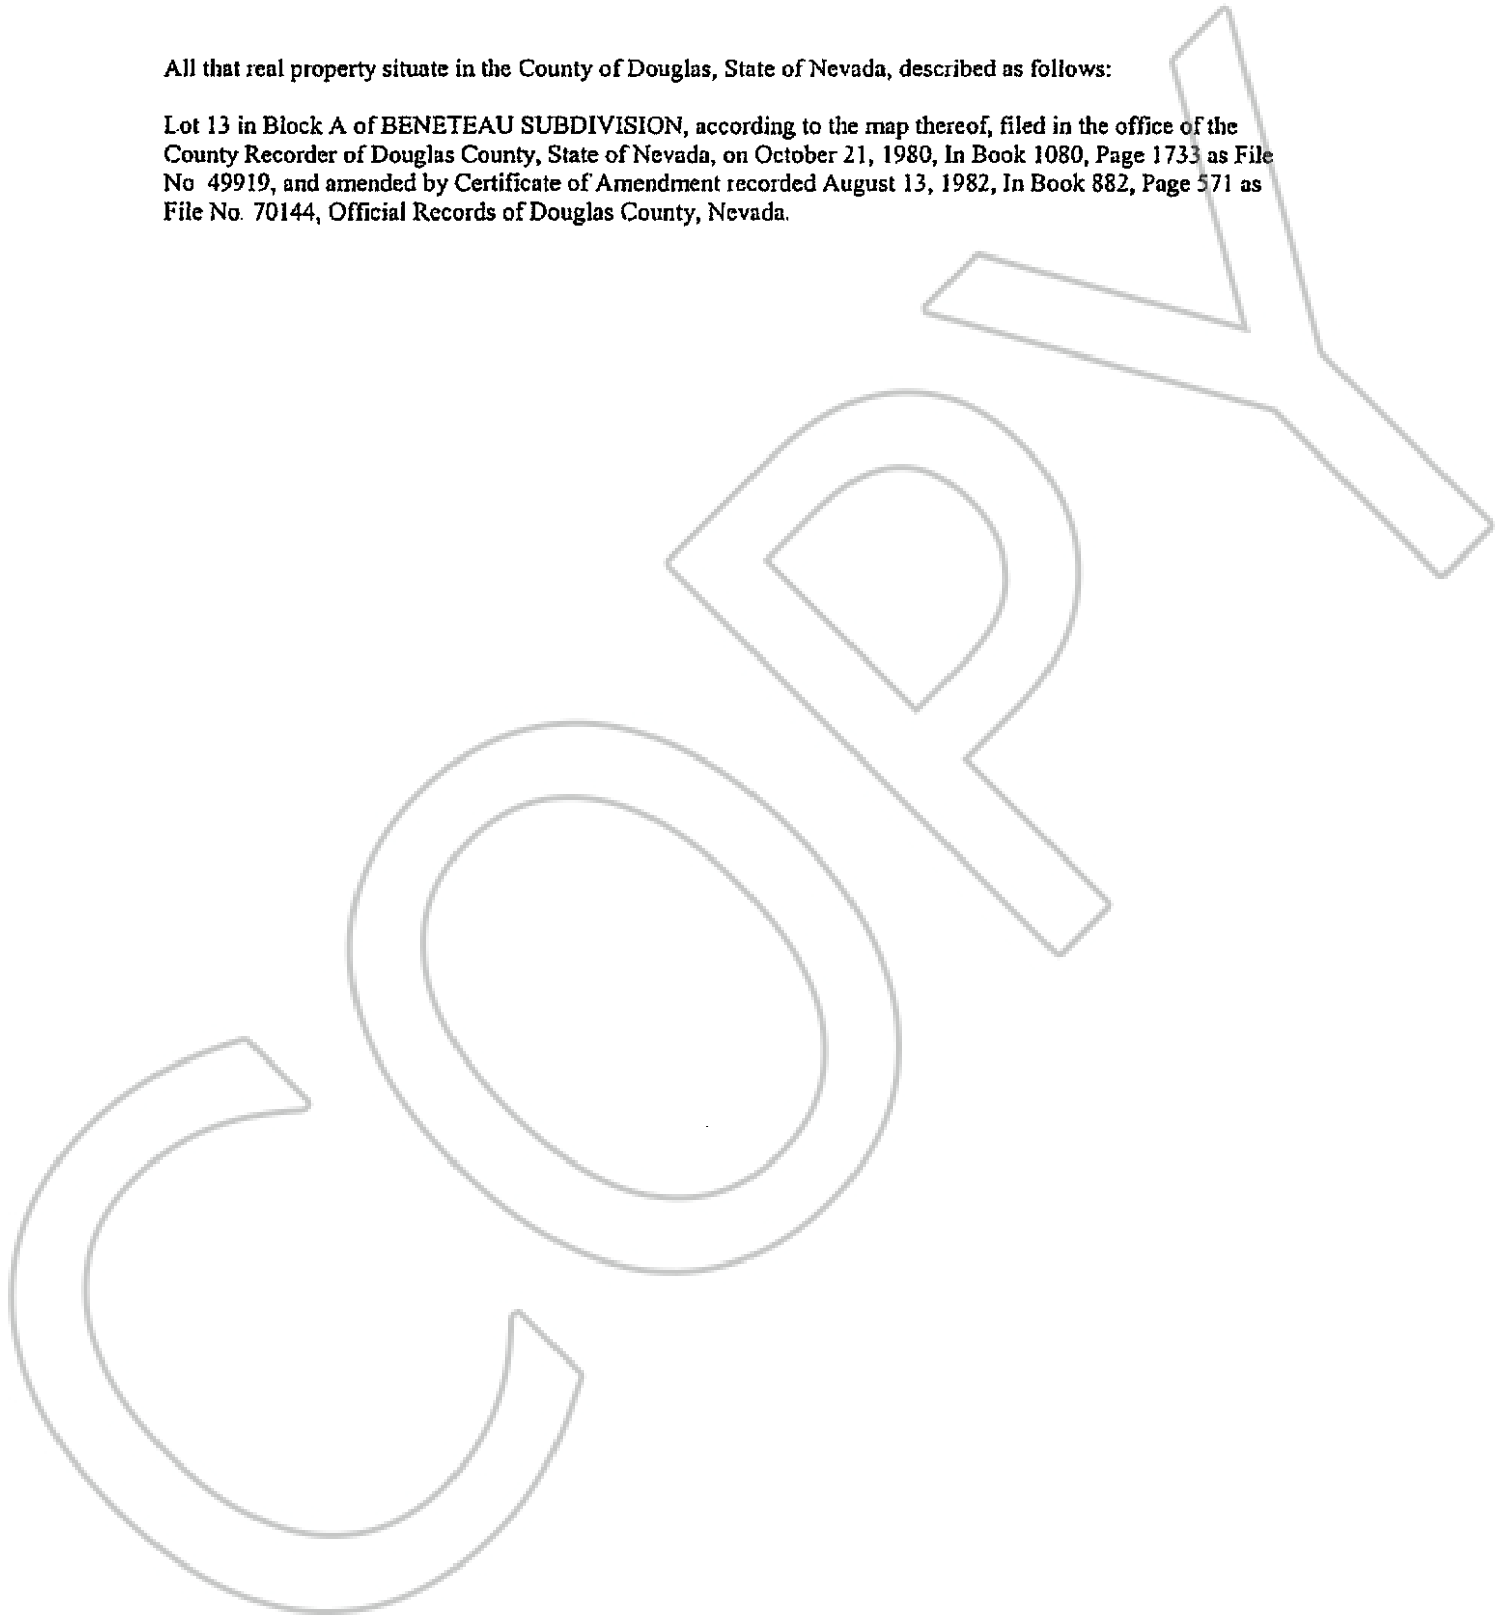 All that real property situate in the County of Douglas, State of Nevada, described as follows:
Lot 13 in Block A of BENETEAU SUBDIVISION, according to the map thereof, filed in the office of the
County Recorder of Douglas County, State of Nevada, on October 21, 1980, In Book 1080, Page 1733 as File
No 49919, and amended by Certificate of Amendment recorded August 13, 1982, In Book 882, Page 571 as
File No. 70144, Official Records of Douglas County, Nevada.
COPY